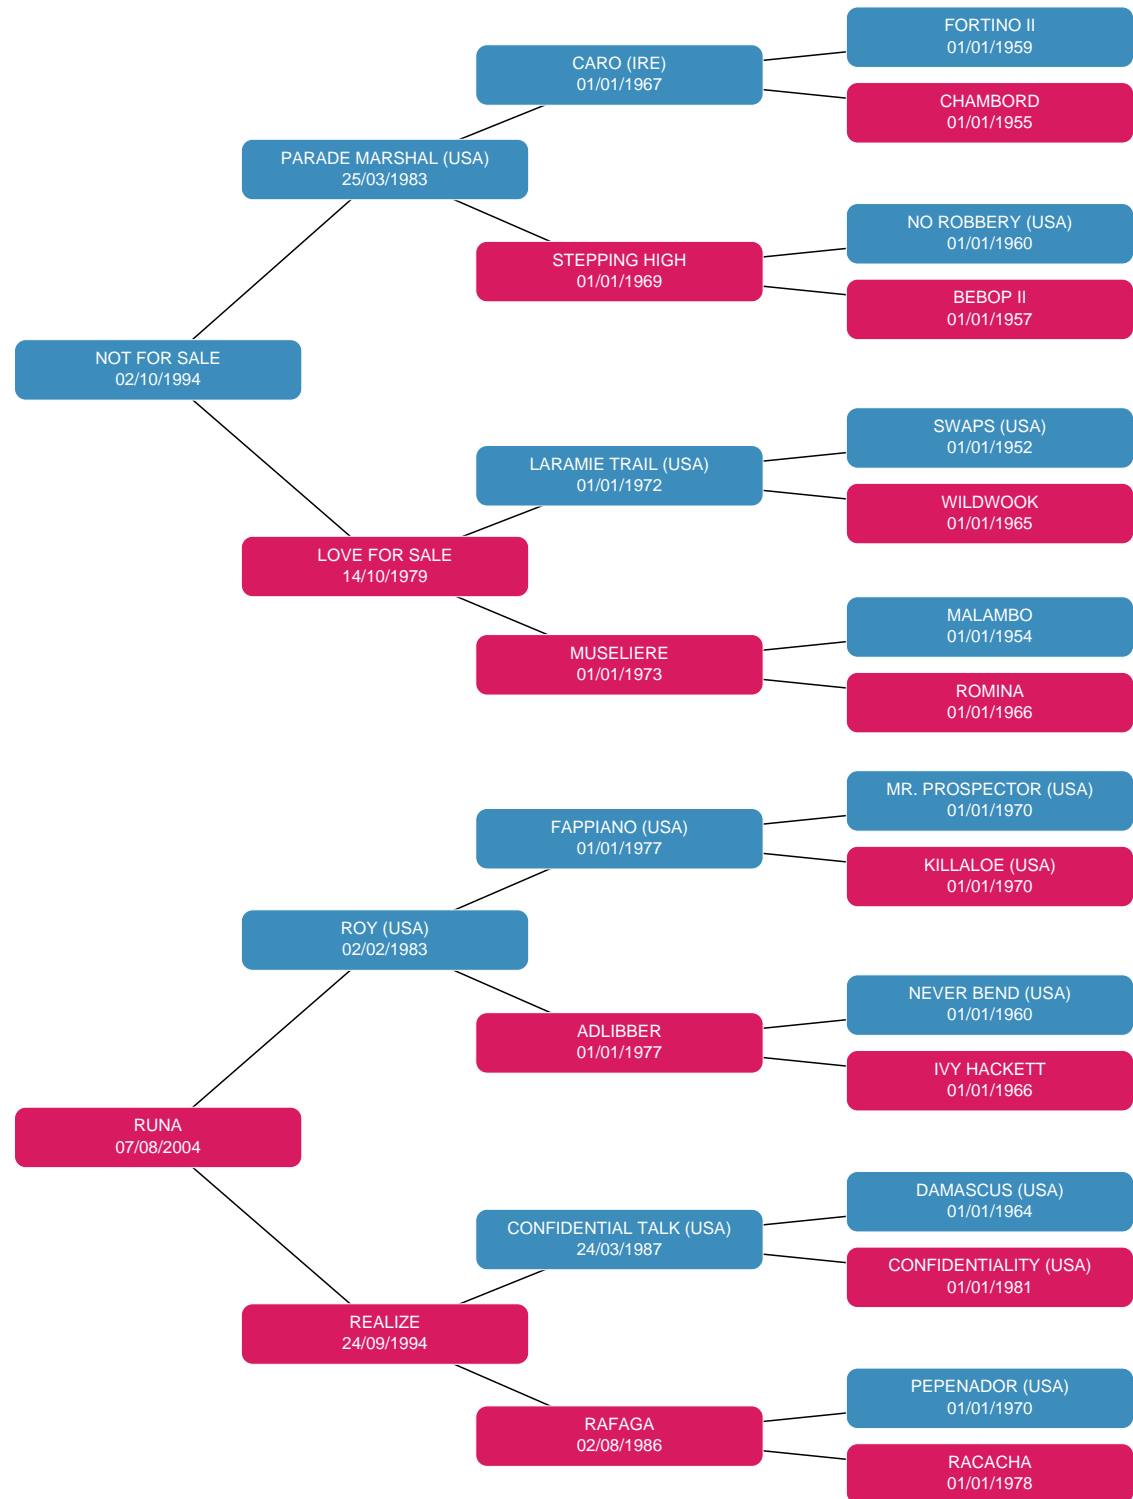 FORTINO II
01/01/1959
CARO (IRE)
01/01/1967
CHAMBORD
01/01/1955
PARADE MARSHAL (USA)
25/03/1983
NO ROBBERY (USA)
01/01/1960
STEPPING HIGH
01/01/1969
BEBOP II
01/01/1957
NOT FOR SALE
02/10/1994
SWAPS (USA)
01/01/1952
LARAMIE TRAIL (USA)
01/01/1972
WILDWOOK
01/01/1965
LOVE FOR SALE
14/10/1979
MALAMBO
01/01/1954
MUSELIERE
01/01/1973
ROMINA
01/01/1966
MR. PROSPECTOR (USA)
01/01/1970
FAPPIANO (USA)
01/01/1977
KILLALOE (USA)
01/01/1970
ROY (USA)
02/02/1983
NEVER BEND (USA)
01/01/1960
ADLIBBER
01/01/1977
IVY HACKETT
01/01/1966
RUNA
07/08/2004
DAMASCUS (USA)
01/01/1964
CONFIDENTIAL TALK (USA)
24/03/1987
CONFIDENTIALITY (USA)
01/01/1981
REALIZE
24/09/1994
PEPENADOR (USA)
01/01/1970
RAFAGA
02/08/1986
RACACHA
01/01/1978